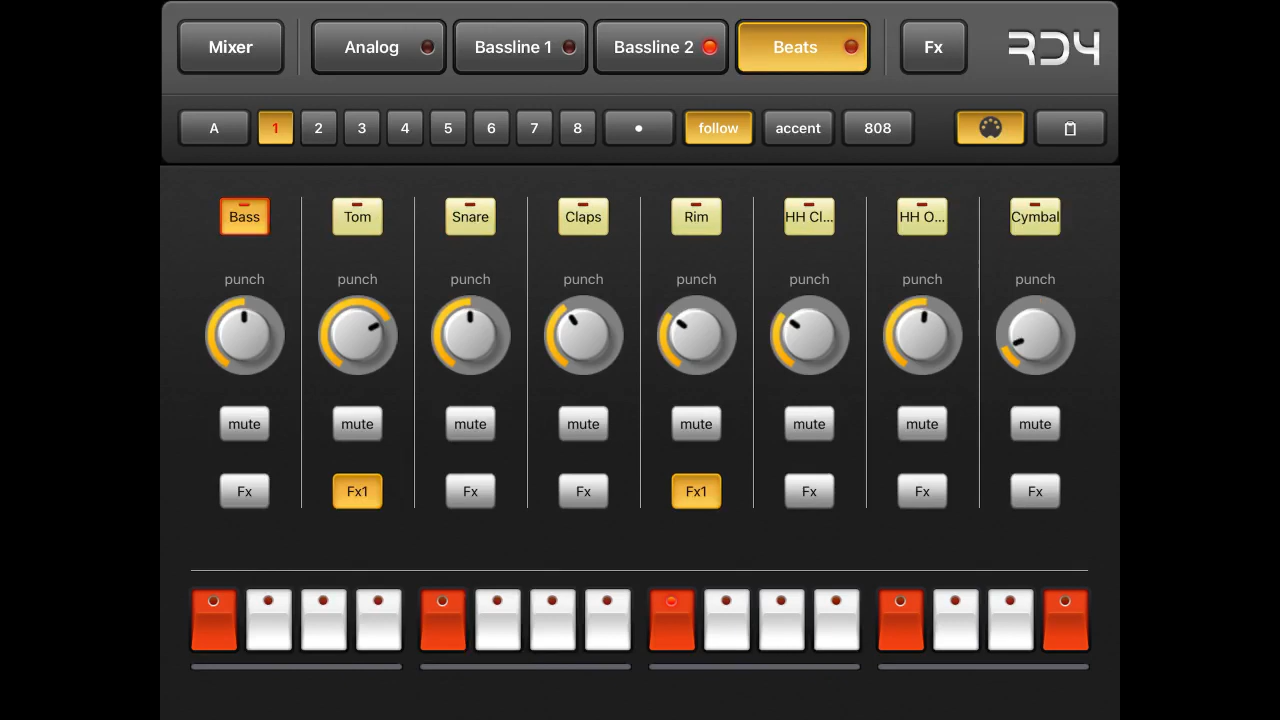 Mixer Analog Bassline 1 Bassline 2 Beats Fx RD4
A 1 2 3 4 5 6 7 8 • follow accent 808
Bass Tom Snare Claps Rim HH Cl... HH O... Cymbal
punch punch punch punch punch punch punch punch
mute mute mute mute mute mute mute mute
Fx Fx1 Fx Fx Fx1 Fx Fx Fx